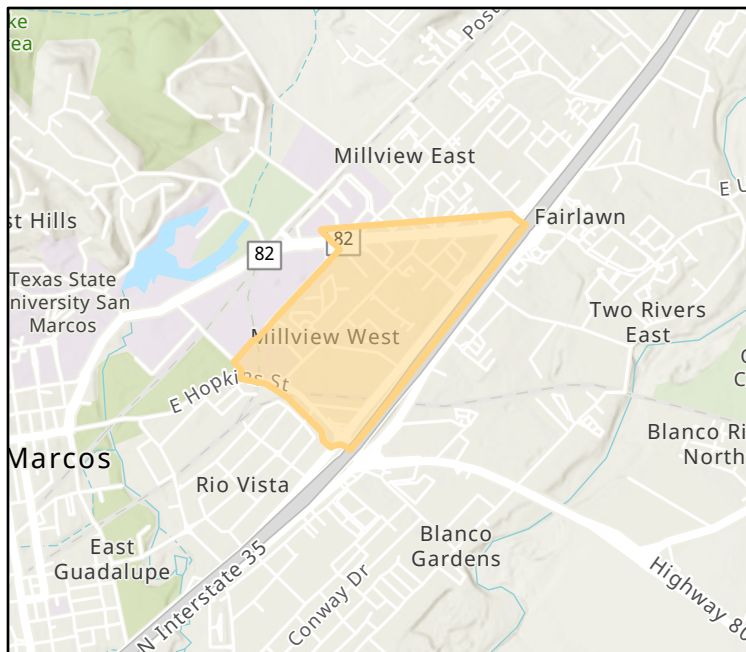 ke
ea
Post
Millview East
E U
st Hills
Fairlawn
82
82
Texas State
niversity San
Marcos
Two Rivers
East
Millview West
E Hopkins St
C
Marcos
Blanco Ri
North
Rio Vista
East
Guadalupe
Blanco
Gardens
N Interstate 35
Conway Dr
Highway 80